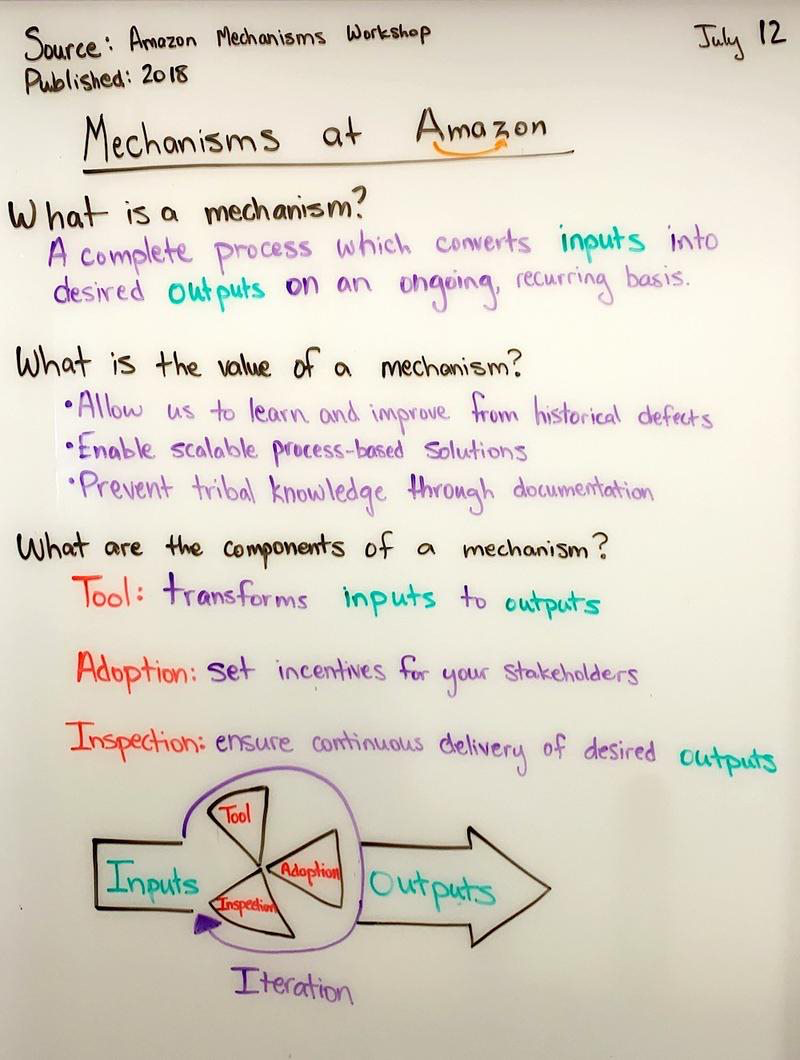 Source: Amazon Mechanisms Workshop
July 12
Published: 2018
Mechanisms at Amazon
What is a mechanism?
A complete process which converts inputs into
desired outputs on an ongoing, recurring basis.
What is the value of a mechanism?
•Allow us to learn and improve from historical defects
•Enable scalable process-based solutions
•Prevent tribal knowledge through documentation
What are the components of a mechanism?
Tool: transforms inputs to outputs
Adoption: set incentives for your stakeholders
Inspection: ensure continuous delivery of desired outputs
Tool
Inputs
Adoption
Outputs
Inspection
Iteration